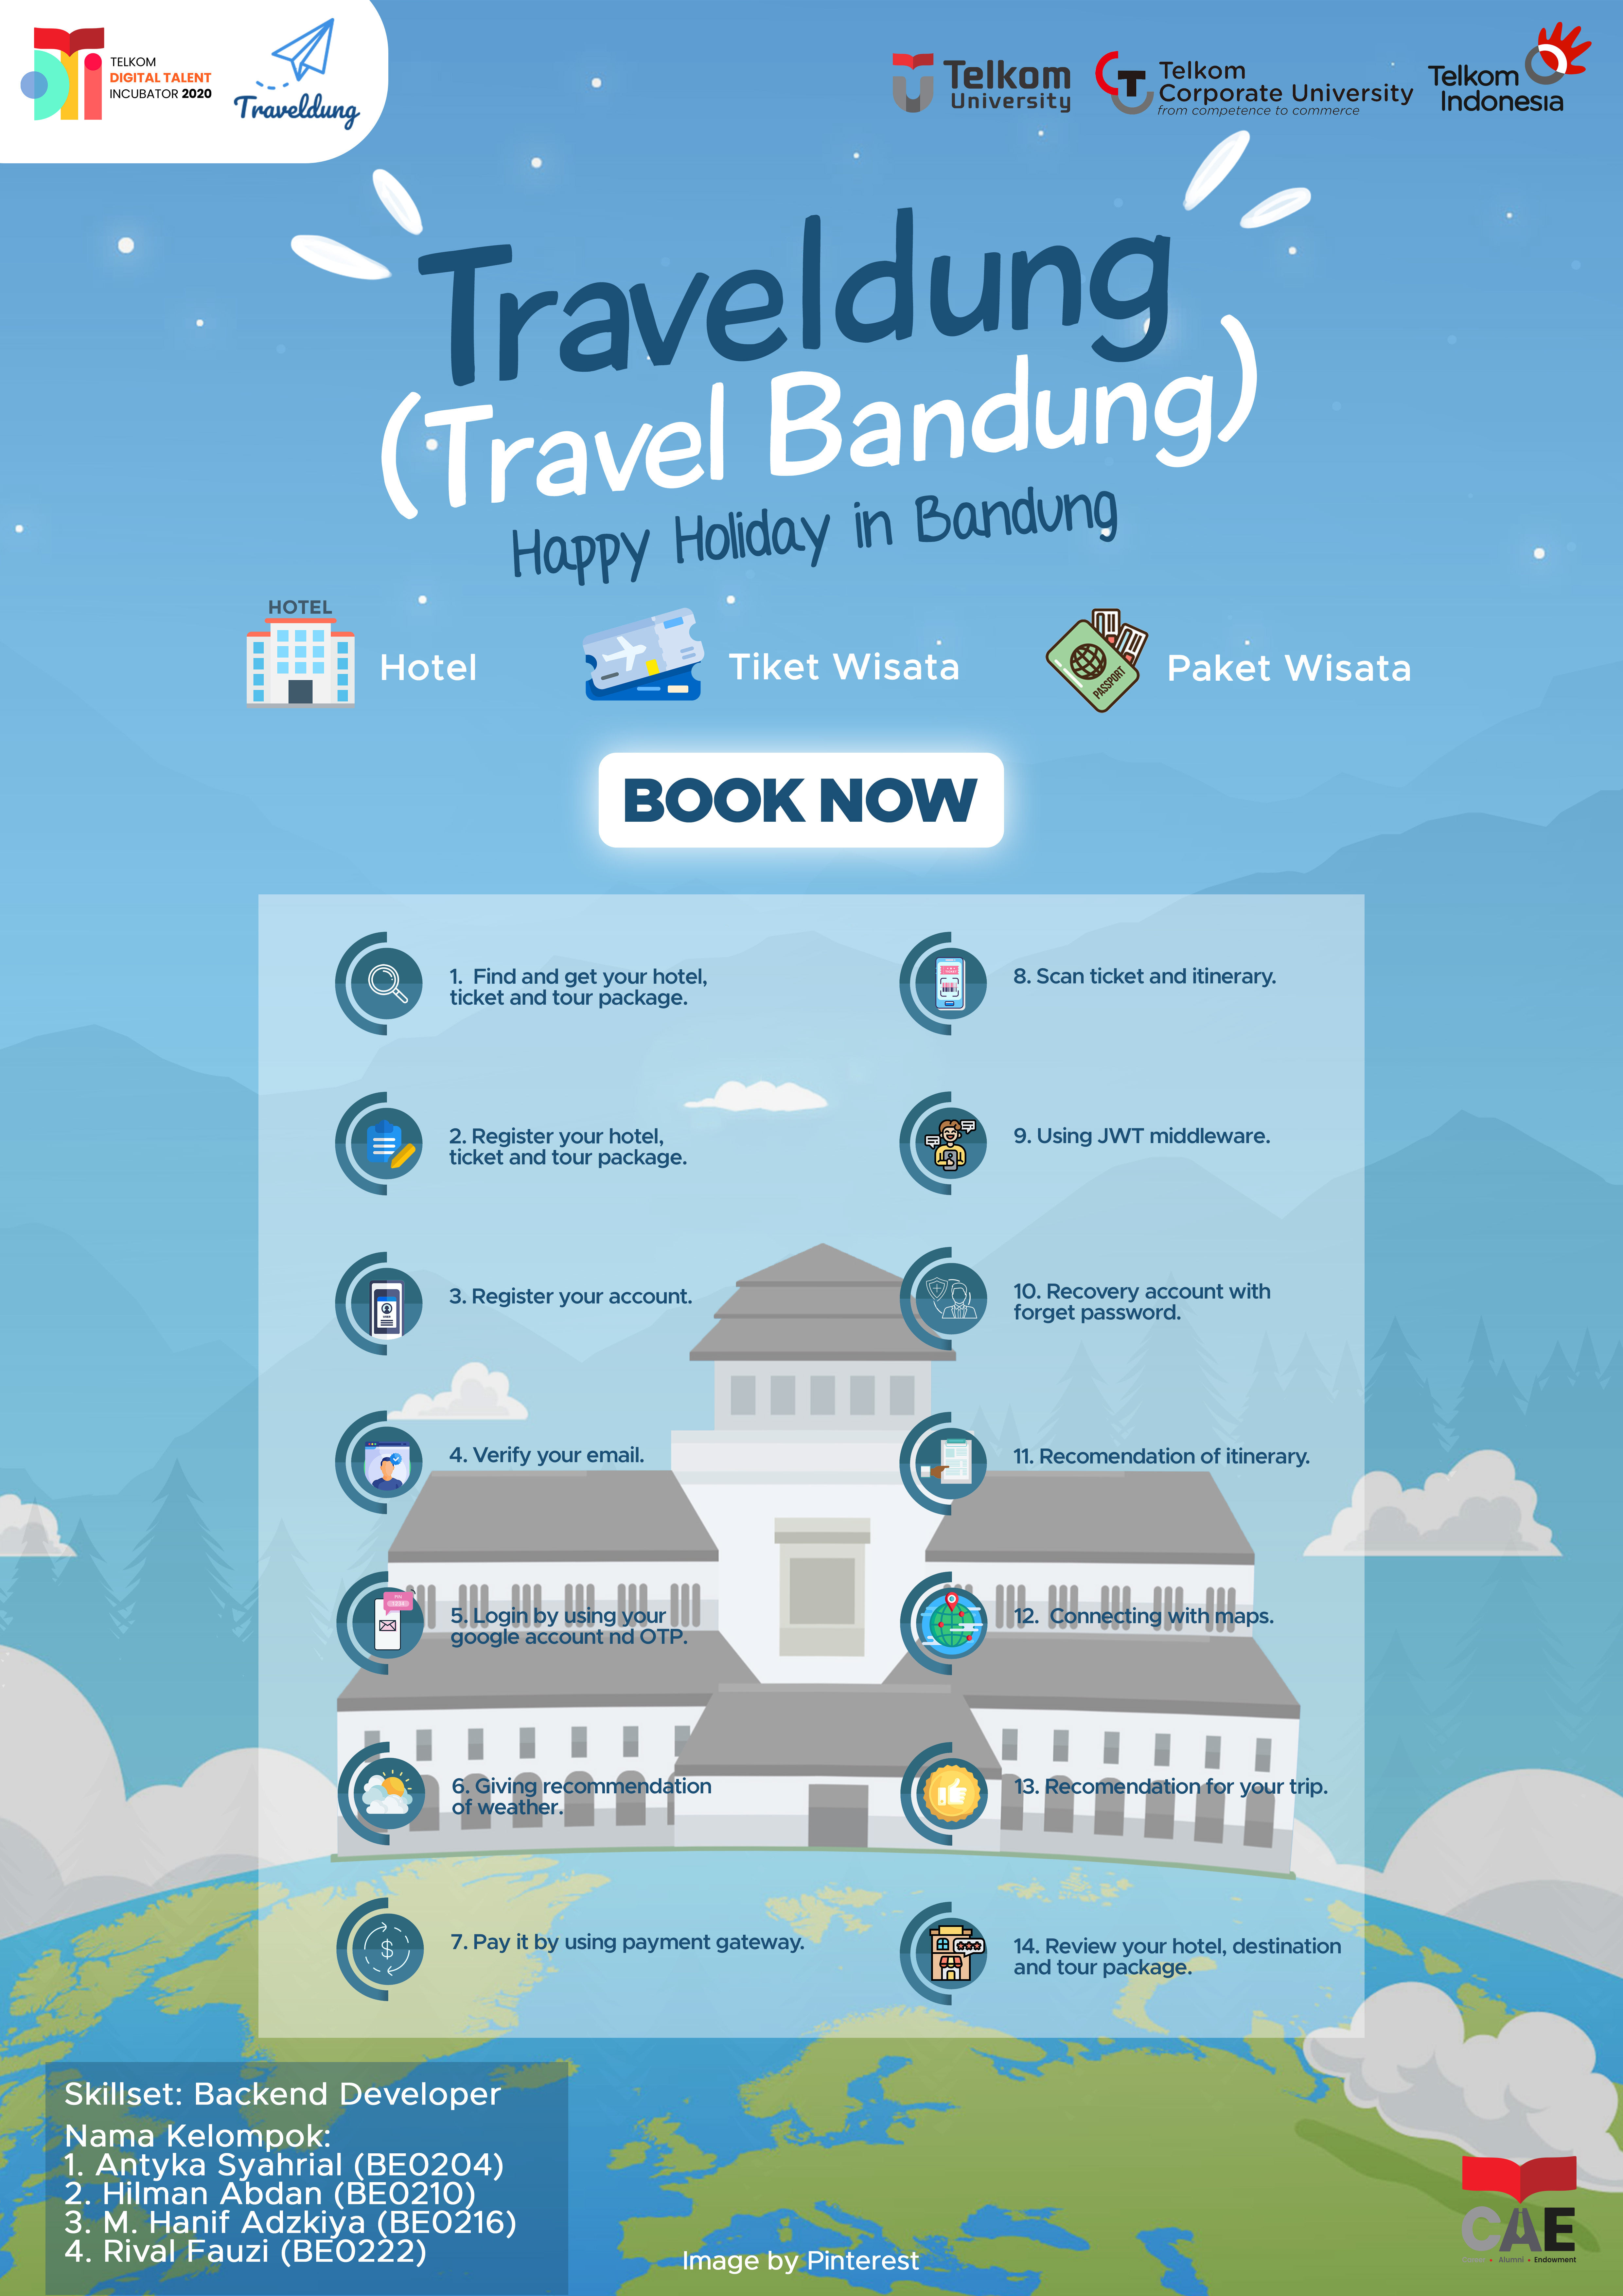 TELKOM
DIGITAL TALENT
INCUBATOR 2020
Traveldung
Telkom
University
Telkom
Corporate University
from competence to commerce
Telkom
Indonesia
Traveldung
(Travel Bandung)
Happy Holiday in Bandung
HOTEL
Hotel
Tiket Wisata
PASSPORT
Paket Wisata
BOOK NOW
1. Find and get your hotel,
ticket and tour package.
2. Register your hotel,
ticket and tour package.
3. Register your account.
4. Verify your email.
5. Login by using your
google account nd OTP.
6. Giving recommendation
of weather.
7. Pay it by using payment gateway.
8. Scan ticket and itinerary.
9. Using JWT middleware.
10. Recovery account with
forget password.
11. Recomendation of itinerary.
12. Connecting with maps.
13. Recomendation for your trip.
14. Review your hotel, destination
and tour package.
Skillset: Backend Developer
Nama Kelompok:
1. Antyka Syahrial (BE0204)
2. Hilman Abdan (BE0210)
3. M. Hanif Adzkiya (BE0216)
4. Rival Fauzi (BE0222)
Image by Pinterest
CAE
• Alumni • Endowment